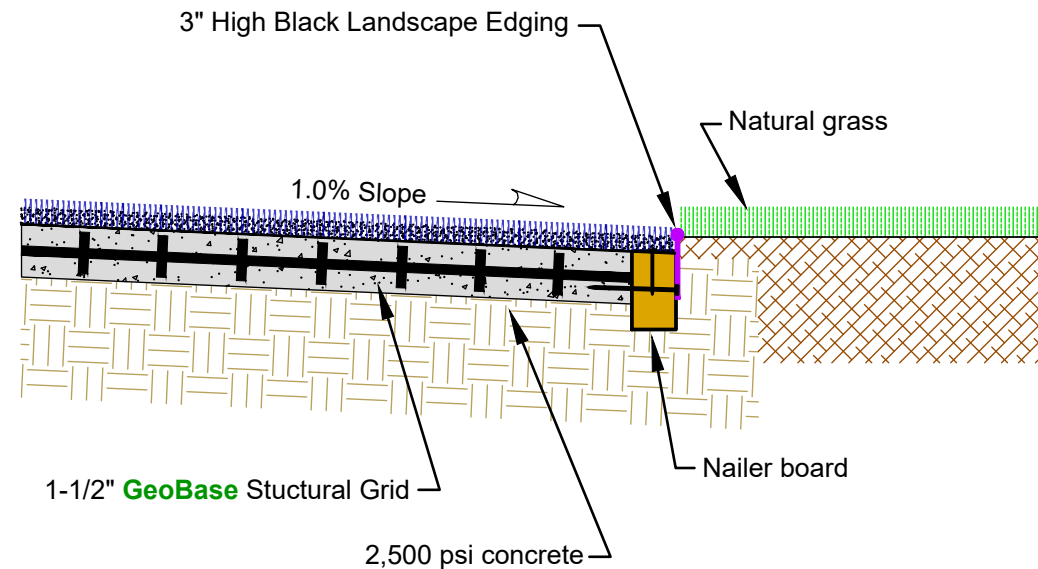 3" High Black Landscape Edging
Natural grass
1.0% Slope
Nailer board
1-1/2" GeoBase Stuctural Grid
2,500 psi concrete